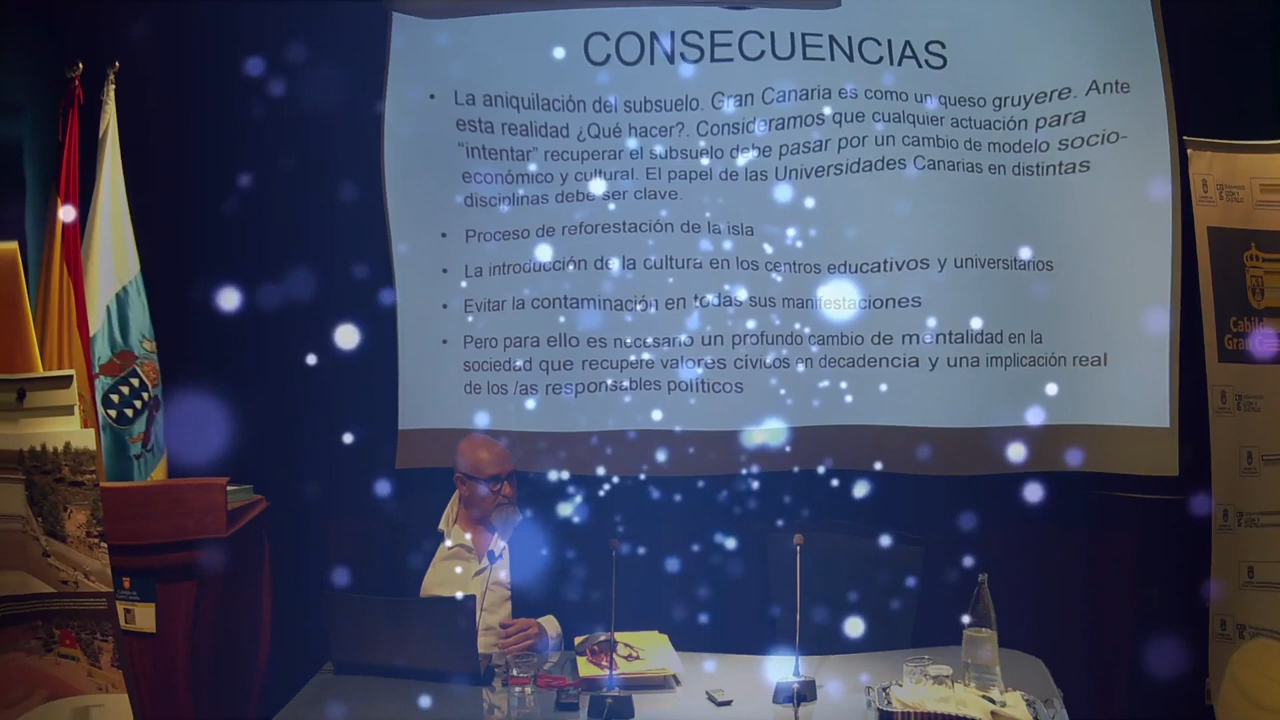 CONSECUENCIAS
• La aniquilación del subsuelo. Gran Canaria es como un queso gruyere. Ante
esta realidad ¿Qué hacer?. Consideramos que cualquier actuación para
“intentar” recuperar el subsuelo debe pasar por un cambio de modelo socio-
económico y cultural. El papel de las Universidades Canarias en distintas
disciplinas debe ser clave.
• Proceso de reforestación de la isla
• La introducción de la cultura en los centros educativos y universitarios
• Evitar la contaminación en todas sus manifestaciones
• Pero para ello es necesario un profundo cambio de mentalidad en la
sociedad que recupere valores cívicos en decadencia y una implicación real
de los /as responsables políticos